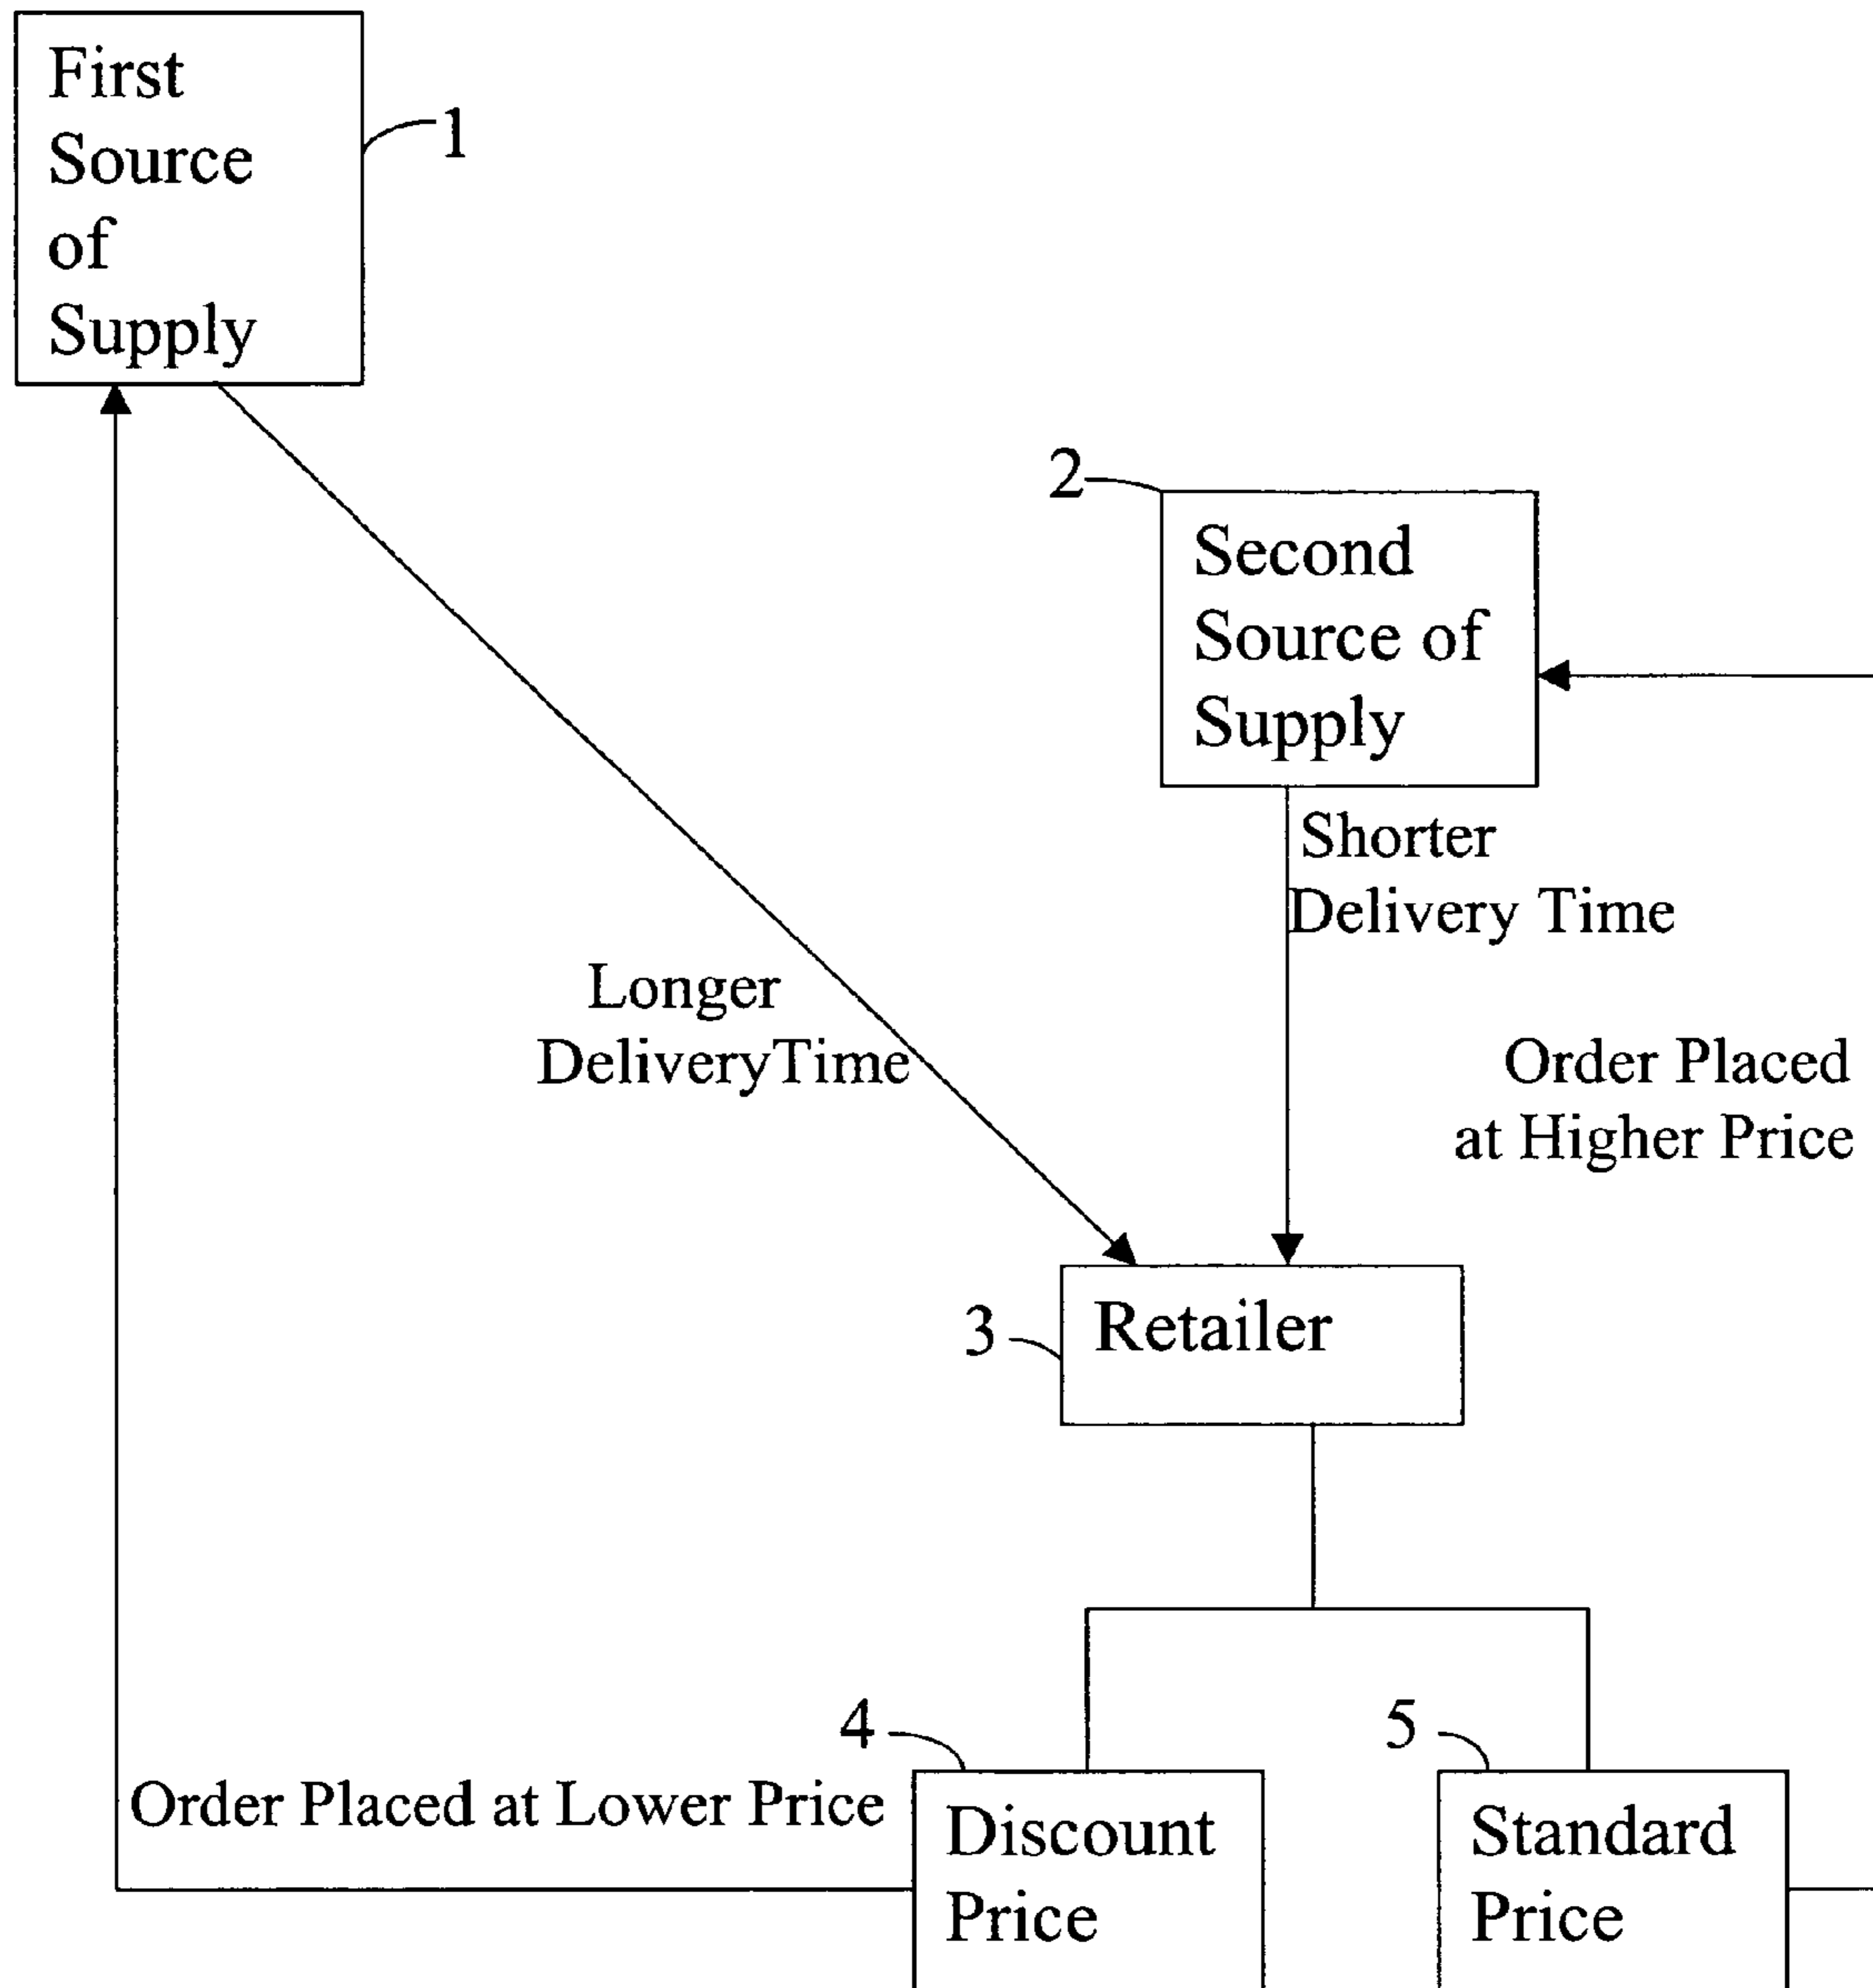 First
Source
of
Supply
1
2
Second
Source of
Supply
Shorter
Delivery Time
Longer
DeliveryTime
Order Placed
at Higher Price
3
Retailer
4
5
Order Placed at Lower Price
Discount
Price
Standard
Price